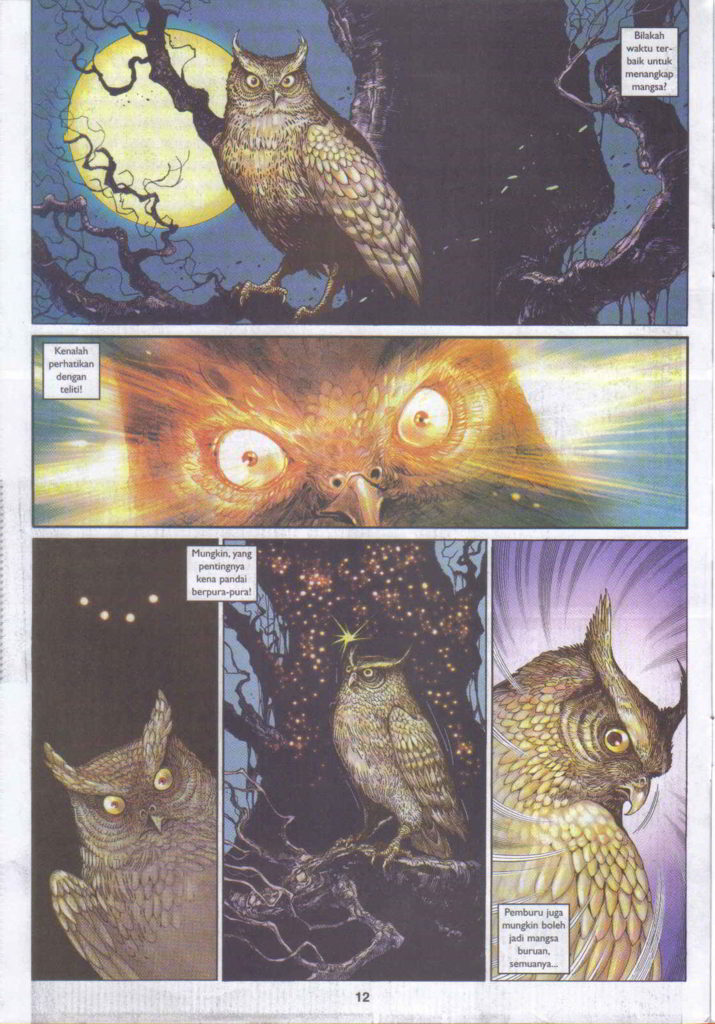 Bilakah
waktu ter-
baik untuk
menangkap
mangsa?
Kenalah
perhatikan
dengan
teliti!
Mungkin, yang
pentingnya
kena pandai
berpura-pura!
Pemburu juga
mungkin boleh
jadi mangsa
buruan,
semuanya...
12